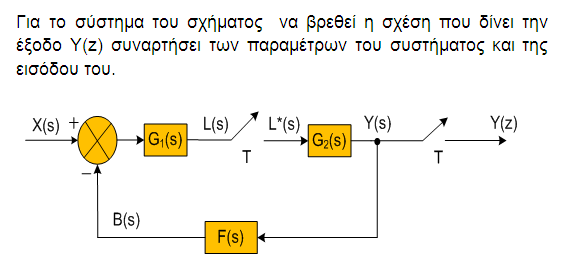 Για το σύστημα του σχήματος να βρεθεί η σχέση που δίνει την
έξοδο Y(z) συναρτήσει των παραμέτρων του συστήματος και της
εισόδου του.
X(s) + G₁(s) L(s) T L*(s) G₂(s) Y(s) T Y(z)
−
B(s) F(s)